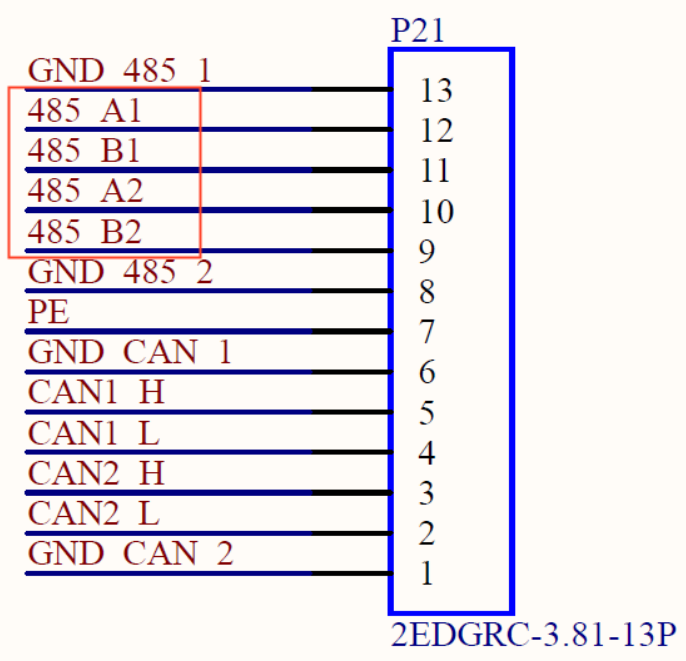 P21
GND 485 1 13
485 A1 12
485 B1 11
485 A2 10
485 B2 9
GND 485 2 8
PE 7
GND CAN 1 6
CAN1 H 5
CAN1 L 4
CAN2 H 3
CAN2 L 2
GND CAN 2 1
2EDGRC-3.81-13P